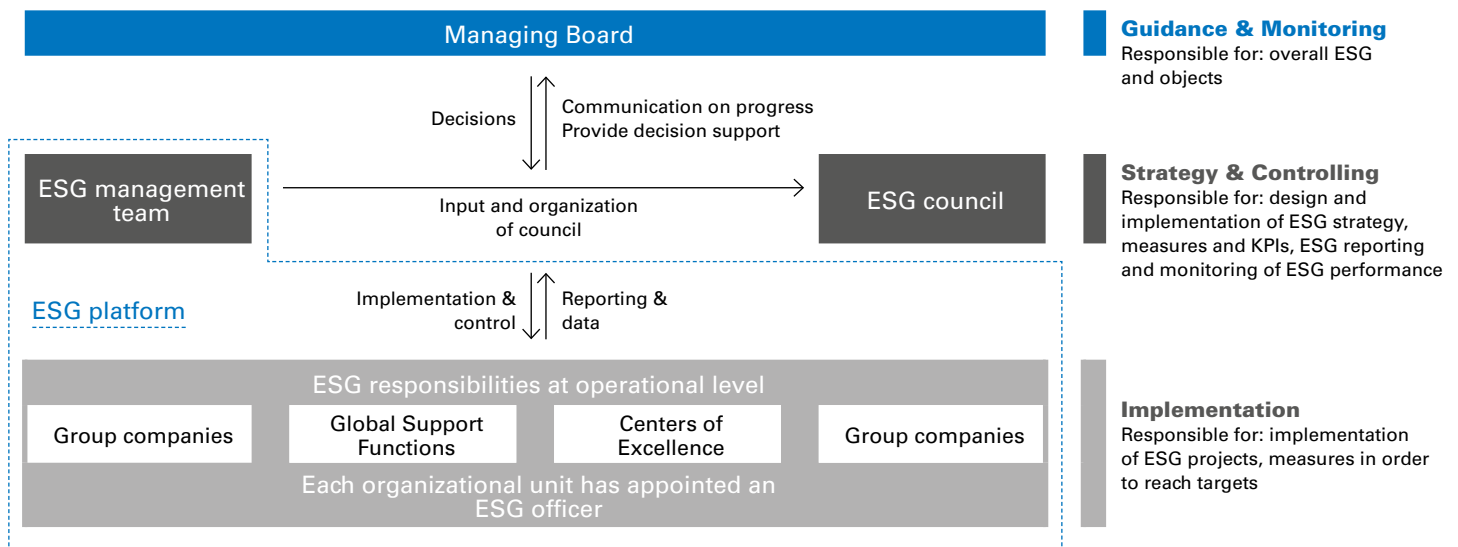 Managing Board
Guidance & Monitoring
Responsible for: overall ESG
and objects
Decisions
Communication on progress
Provide decision support
ESG management
team
Input and organization
of council
ESG council
Strategy & Controlling
Responsible for: design and
implementation of ESG strategy,
measures and KPIs, ESG reporting
and monitoring of ESG performance
ESG platform
Implementation &
control
Reporting &
data
ESG responsibilities at operational level
Group companies
Global Support
Functions
Centers of
Excellence
Group companies
Each organizational unit has appointed an
ESG officer
Implementation
Responsible for: implementation
of ESG projects, measures in order
to reach targets